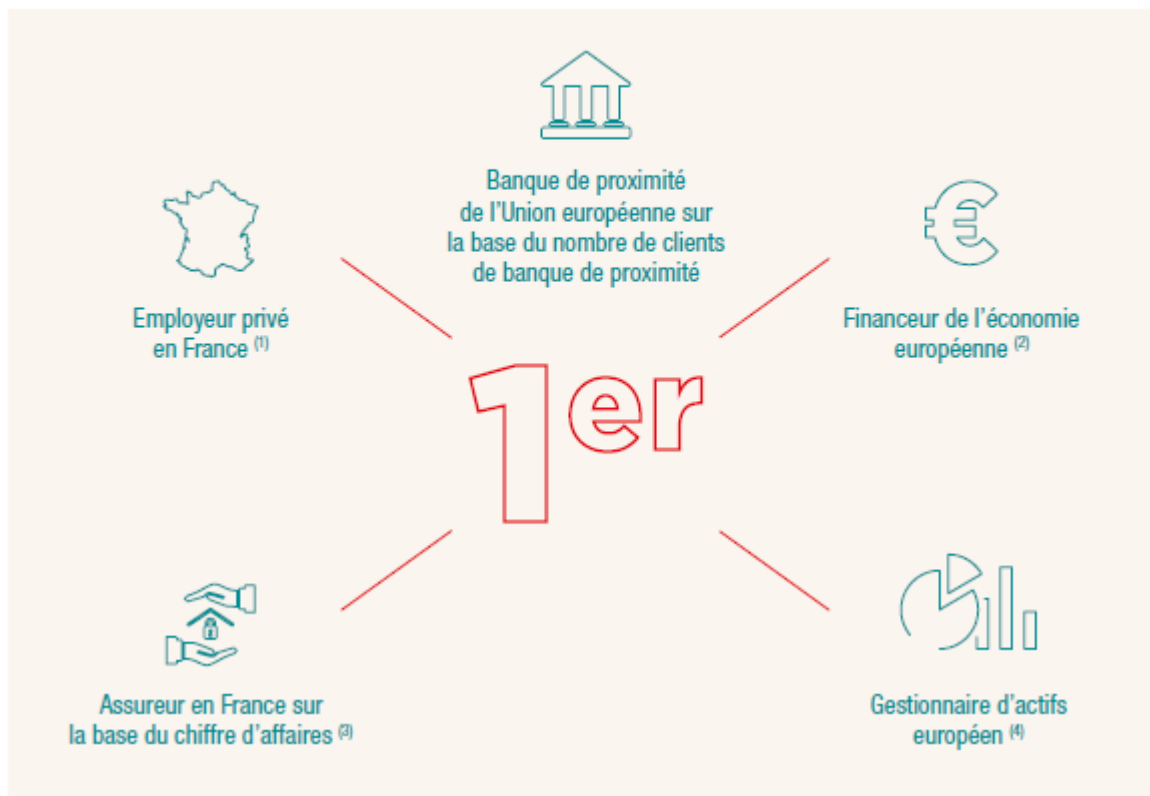 Banque de proximité
de l'Union européenne sur
la base du nombre de clients
de banque de proximité
Employeur privé
en France (1)
Financeur de l'économie
européenne (2)
1er
Assureur en France sur
la base du chiffre d'affaires (3)
Gestionnaire d'actifs
européen (4)